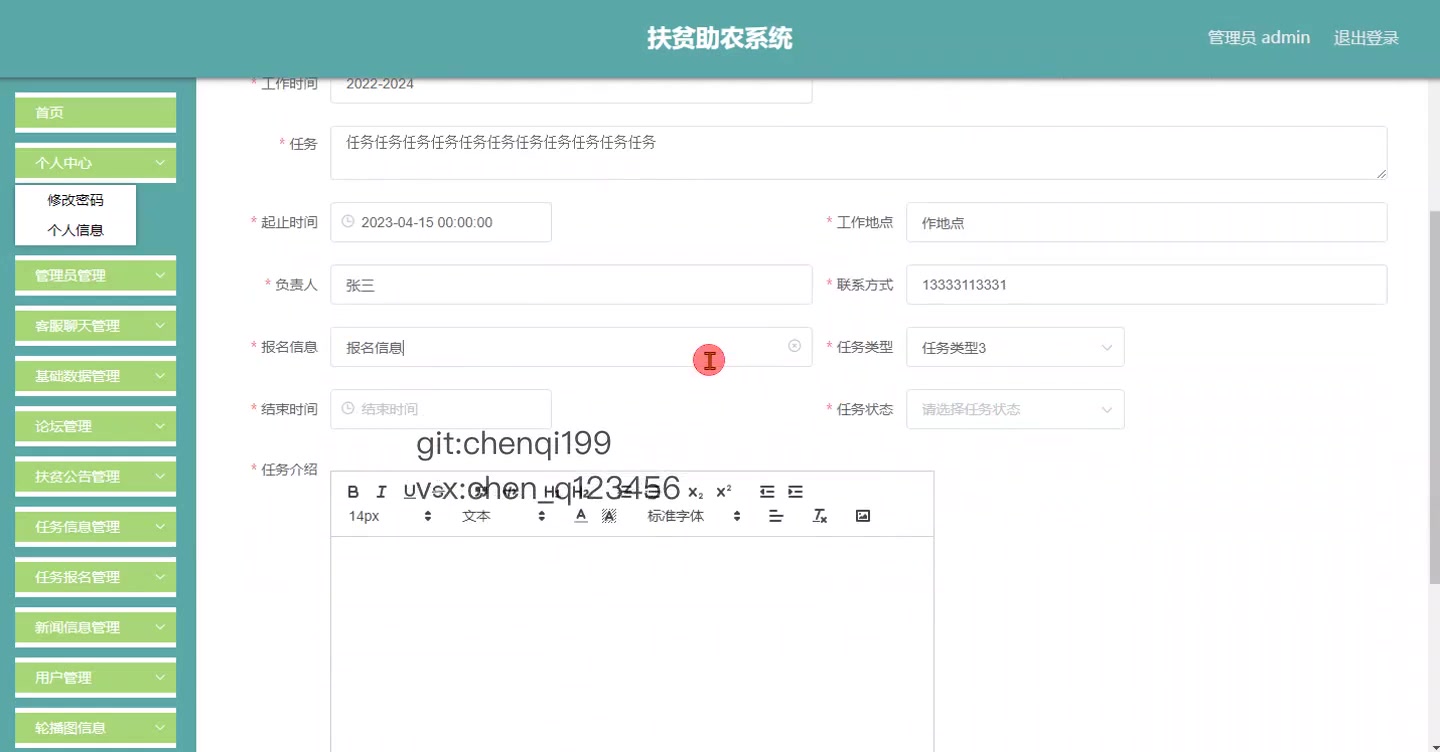 扶贫助农系统
管理员 admin
退出登录
首页
个人中心
修改密码
个人信息
管理员管理
客服聊天管理
基础数据管理
论坛管理
扶贫公告管理
任务信息管理
任务报名管理
新闻信息管理
用户管理
轮播图信息
* 工作时间 2022-2024
* 任务 任务任务任务任务任务任务任务任务任务任务任务
* 起止时间 2023-04-15 00:00:00
* 工作地点 作地点
* 负责人 张三
* 联系方式 13333113331
* 报名信息 报名信息
* 任务类型 任务类型3
* 结束时间 结束时间
* 任务状态 请选择任务状态
git:chenqi199
* 任务介绍
v-x:chen_q123456
14px 文本 标准字体